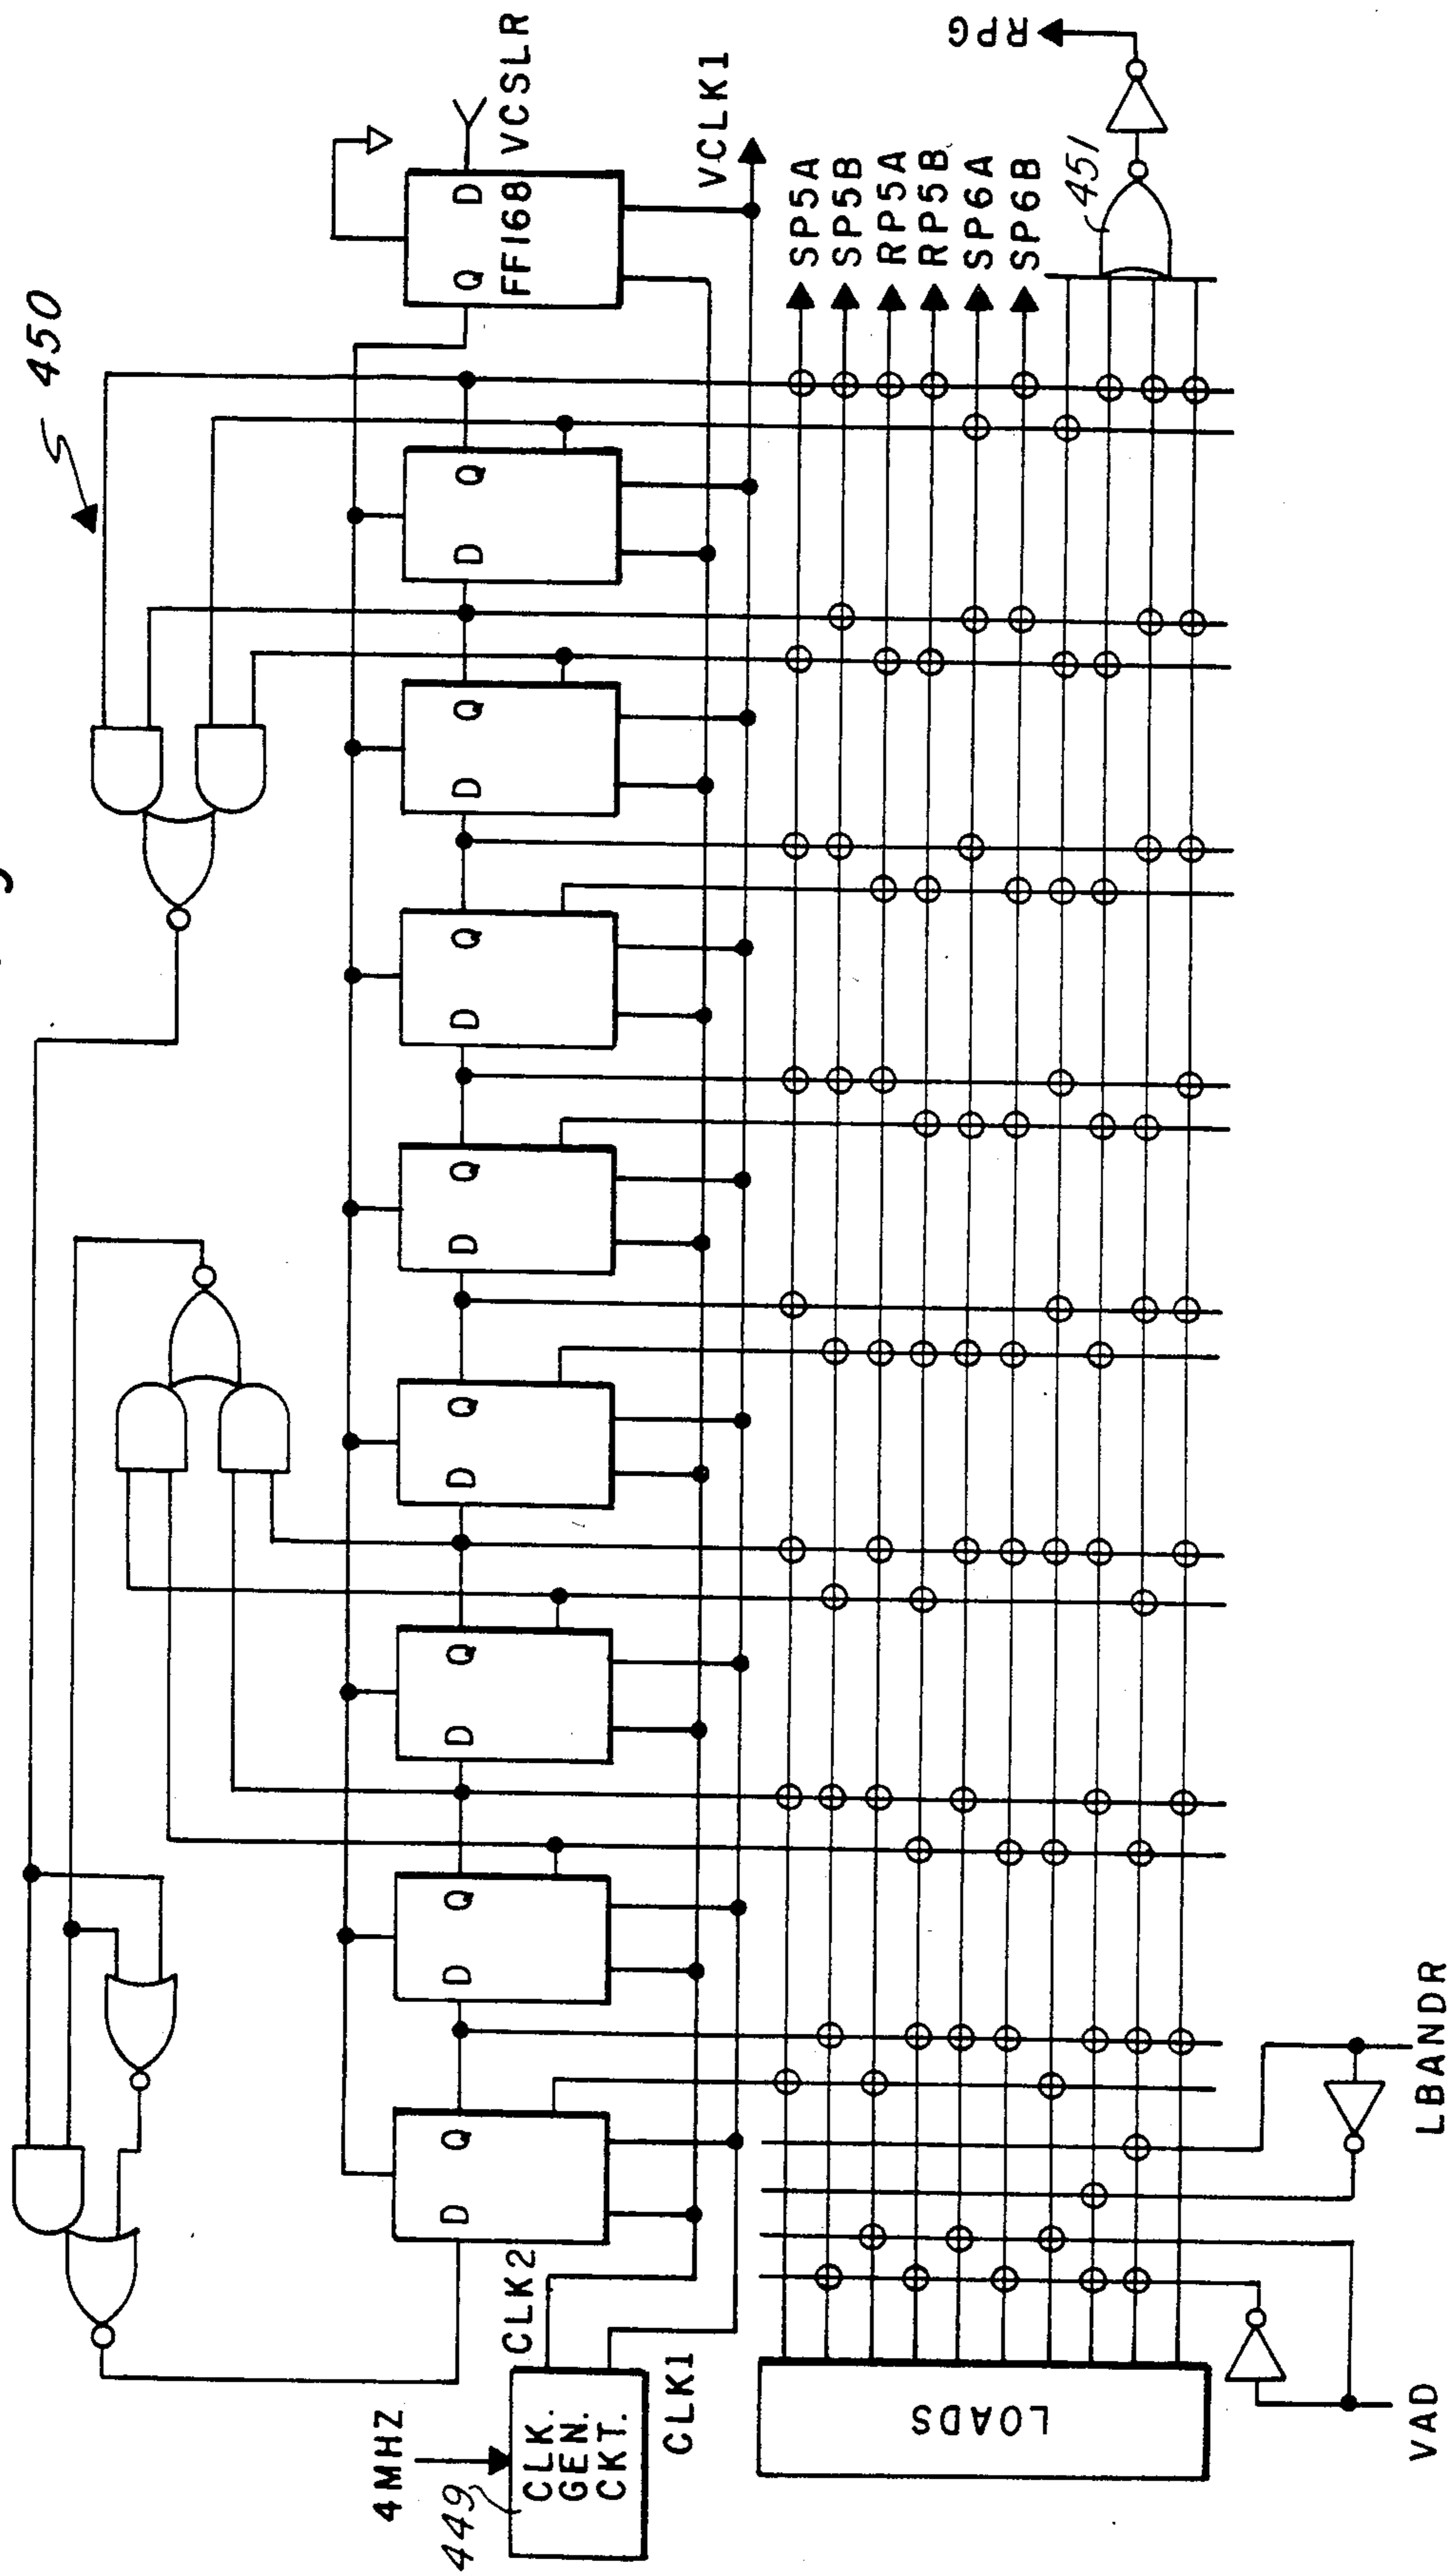 450
Q D
FF168
VCSLR
VCLK1
D Q
D Q
D Q
D Q
D Q
D Q
D Q
D Q
4MHZ
449
CLK.
GEN.
CKT.
CLK2
CLK1
SP5A
SP5B
RP5A
RP5B
SP6A
SP6B
451
RPG
LOADS
VAD
LBANDR